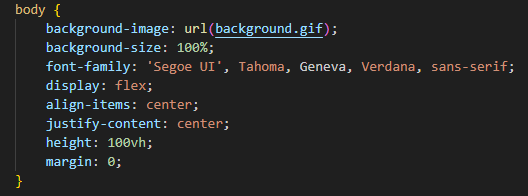 body {
    background-image: url(background.gif);
    background-size: 100%;
    font-family: 'Segoe UI', Tahoma, Geneva, Verdana, sans-serif;
    display: flex;
    align-items: center;
    justify-content: center;
    height: 100vh;
    margin: 0;
}